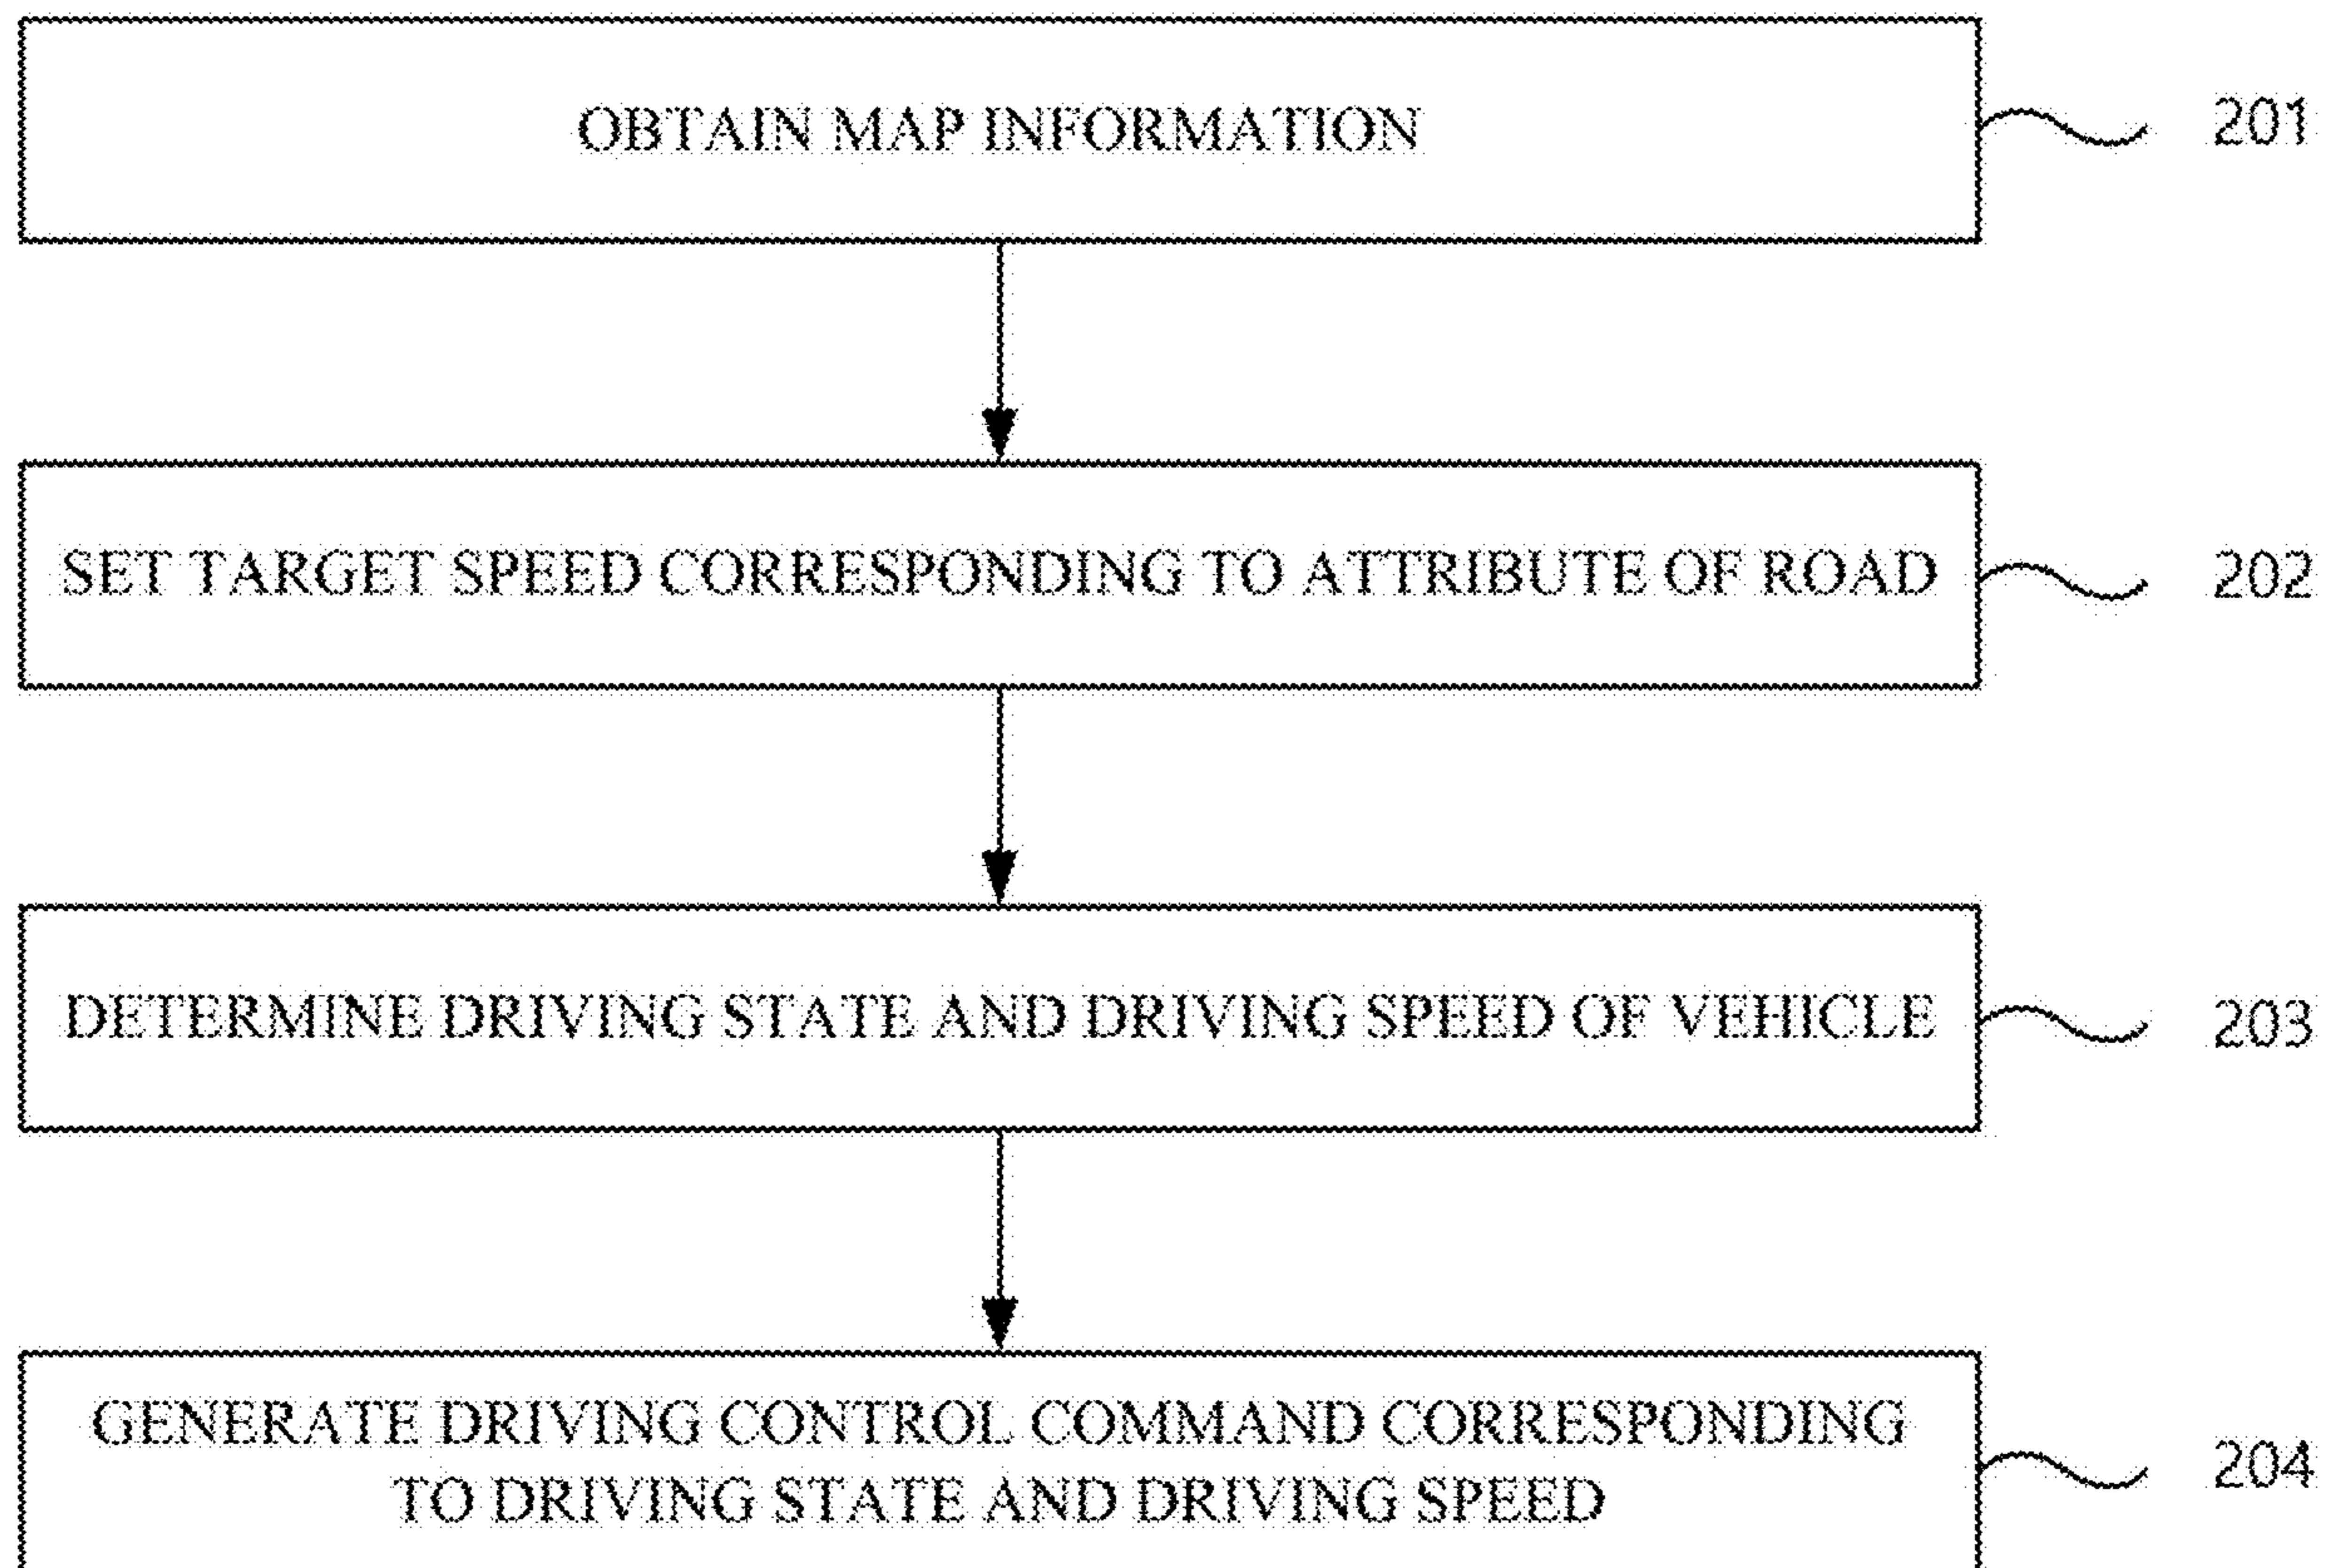 OBTAIN MAP INFORMATION
201
SET TARGET SPEED CORRESPONDING TO ATTRIBUTE OF ROAD
202
DETERMINE DRIVING STATE AND DRIVING SPEED OF VEHICLE
203
GENERATE DRIVING CONTROL COMMAND CORRESPONDING
TO DRIVING STATE AND DRIVING SPEED
204